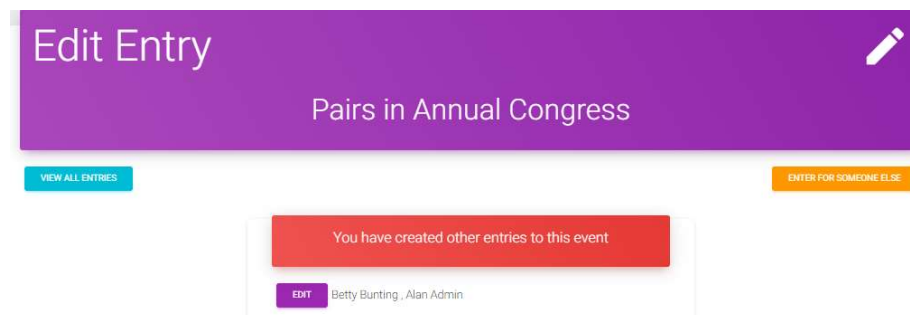 Edit Entry
Pairs in Annual Congress
VIEW ALL ENTRIES
ENTER FOR SOMEONE ELSE
You have created other entries to this event
EDIT Betty Bunting , Alan Admin